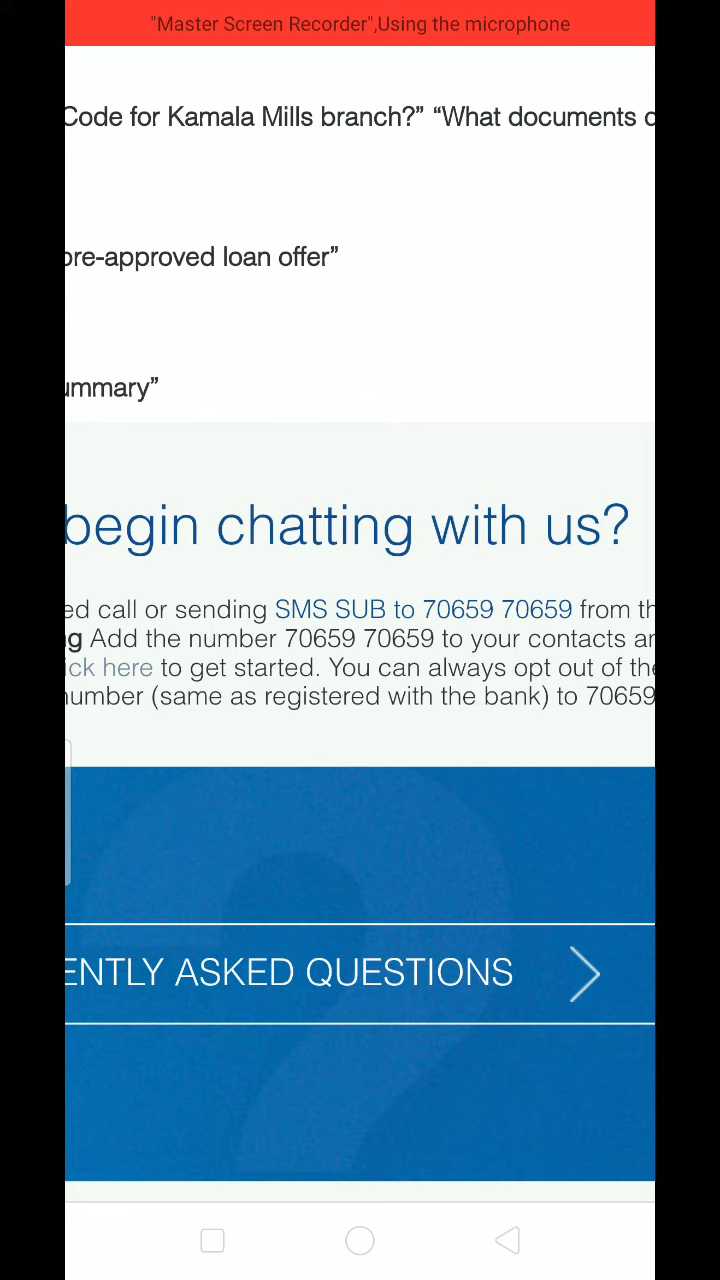 "Master Screen Recorder",Using the microphone
Code for Kamala Mills branch?” “What documents
pre-approved loan offer”
ummary”
begin chatting with us?
ed call or sending SMS SUB to 70659 70659 from th
g Add the number 70659 70659 to your contacts an
ick here to get started. You can always opt out of the
number (same as registered with the bank) to 70659
ENTLY ASKED QUESTIONS